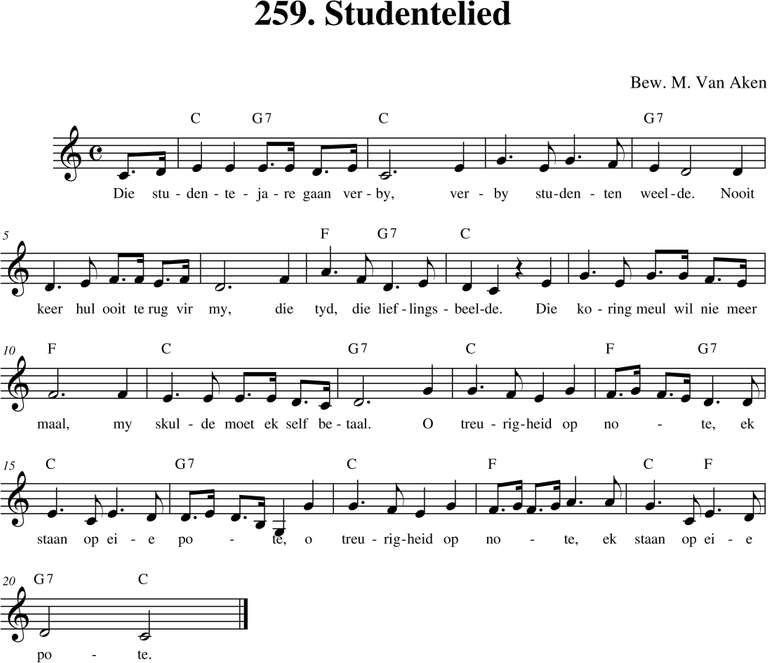 259. Studentelied
Bew. M. Van Aken
C G7 C G7
Die stu - den - te - ja - re gaan ver - by, ver - by stu - den - ten weel - de. Nooit
5
F G7 C
keer hul ooit te rug vir my, die tyd, die lief - lings - beel - de. Die ko - ring meul wil nie meer
10
F C G7 C F G7
maal, my skul - de moet ek self be - taal. O treu - rig - heid op no - te, ek
15
C G7 C F C F
staan op ei - e po - te, o treu - rig - heid op no - te, ek staan op ei - e
20
G7 C
po - te.